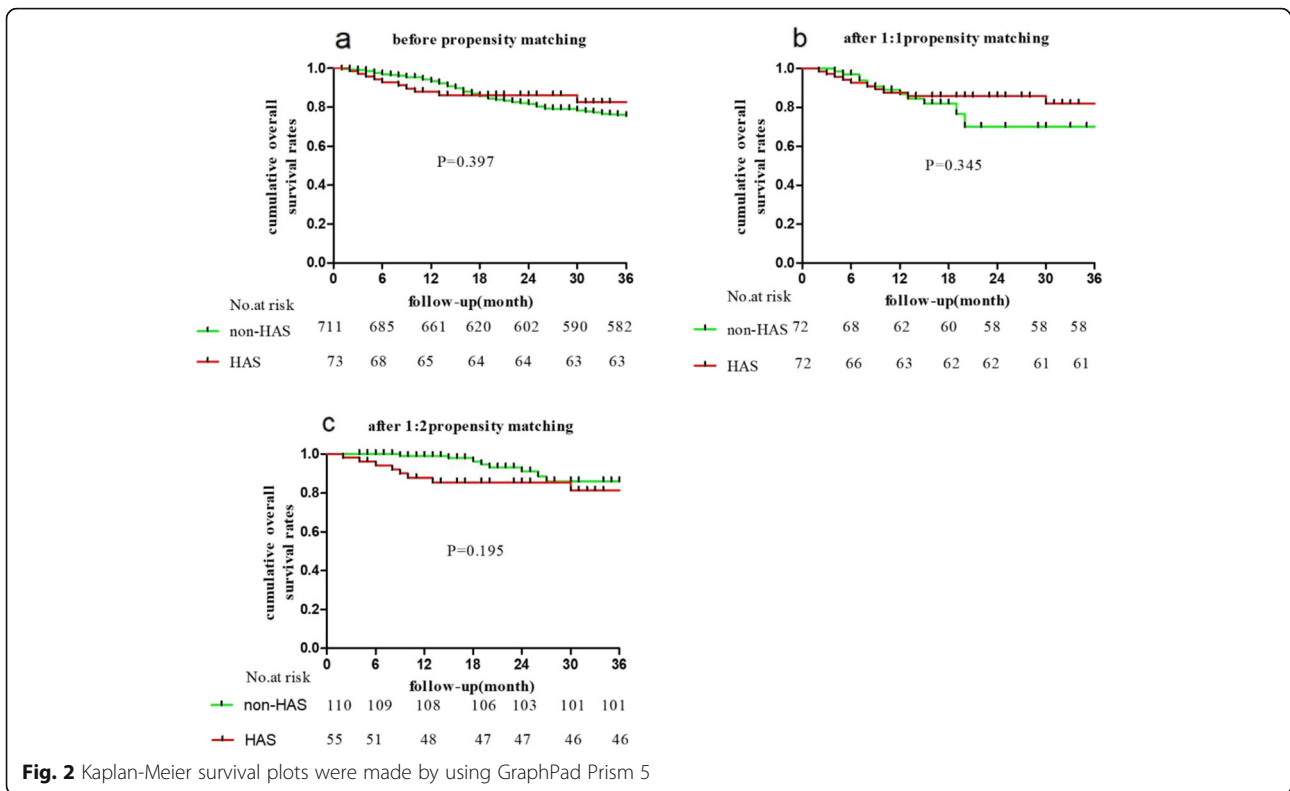 a before propensity matching
cumulative overall
survival rates
1.0
0.8
0.6
0.4
0.2
0.0
P=0.397
0 6 12 18 24 30 36
follow-up(month)
No.at risk
non-HAS 711 685 661 620 602 590 582
HAS 73 68 65 64 64 63 63
b after 1:1propensity matching
cumulative overall
survival rates
1.0
0.8
0.6
0.4
0.2
0.0
P=0.345
0 6 12 18 24 30 36
follow-up(month)
No.at risk
non-HAS 72 68 62 60 58 58 58
HAS 72 66 63 62 62 61 61
c after 1:2propensity matching
cumulative overall
survival rates
1.0
0.8
0.6
0.4
0.2
0.0
P=0.195
0 6 12 18 24 30 36
follow-up(month)
No.at risk
non-HAS 110 109 108 106 103 101 101
HAS 55 51 48 47 47 46 46
Fig. 2 Kaplan-Meier survival plots were made by using GraphPad Prism 5